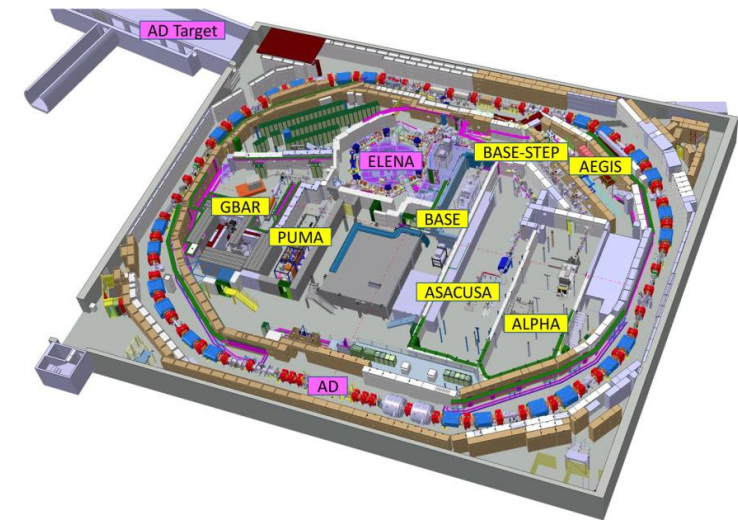 AD Target
ELENA
BASE-STEP
AEGIS
GBAR
BASE
PUMA
ASACUSA
ALPHA
AD